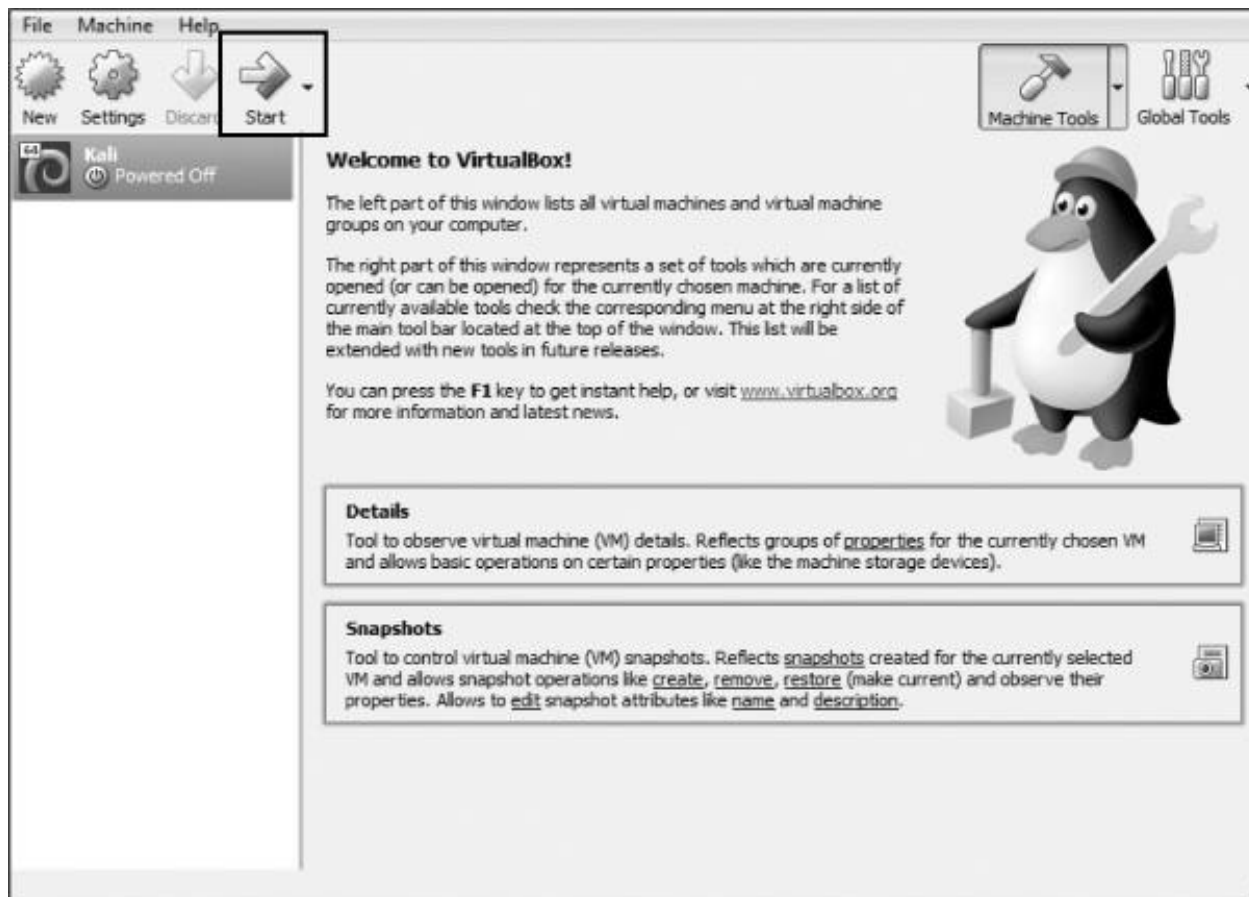 File Machine Help
New Settings Discard Start Machine Tools Global Tools
64
Kali
Powered Off
Welcome to VirtualBox!
The left part of this window lists all virtual machines and virtual machine
groups on your computer.
The right part of this window represents a set of tools which are currently
opened (or can be opened) for the currently chosen machine. For a list of
currently available tools check the corresponding menu at the right side of
the main tool bar located at the top of the window. This list will be
extended with new tools in future releases.
You can press the F1 key to get instant help, or visit www.virtualbox.org
for more information and latest news.
Details
Tool to observe virtual machine (VM) details. Reflects groups of properties for the currently chosen VM
and allows basic operations on certain properties (like the machine storage devices).
Snapshots
Tool to control virtual machine (VM) snapshots. Reflects snapshots created for the currently selected
VM and allows snapshot operations like create, remove, restore (make current) and observe their
properties. Allows to edit snapshot attributes like name and description.